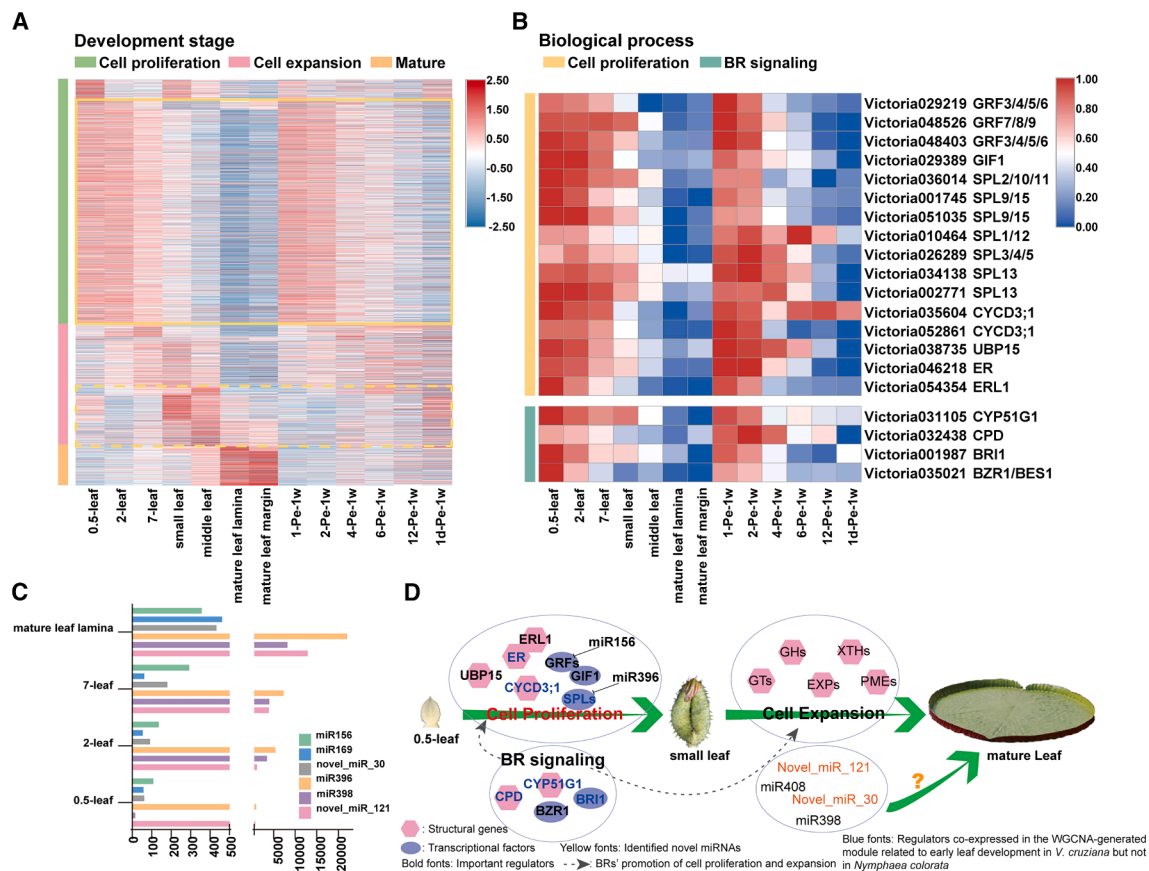 A
Development stage
Cell proliferation
Cell expansion
Mature
2.50
1.50
0.50
-0.50
-1.50
-2.50
0.5-leaf
2-leaf
7-leaf
small leaf
middle leaf
mature leaf lamina
mature leaf margin
1-Pe-1w
2-Pe-1w
4-Pe-1w
6-Pe-1w
12-Pe-1w
1d-Pe-1w
B
Biological process
Cell proliferation
BR signaling
1.00
0.80
0.60
0.40
0.20
0.00
Victoria029219 GRF3/4/5/6
Victoria048526 GRF7/8/9
Victoria048403 GRF3/4/5/6
Victoria029389 GIF1
Victoria036014 SPL2/10/11
Victoria001745 SPL9/15
Victoria051035 SPL9/15
Victoria010464 SPL1/12
Victoria026289 SPL3/4/5
Victoria034138 SPL13
Victoria002771 SPL13
Victoria035604 CYCD3;1
Victoria052861 CYCD3;1
Victoria038735 UBP15
Victoria046218 ER
Victoria054354 ERL1
Victoria031105 CYP51G1
Victoria032438 CPD
Victoria001987 BRI1
Victoria035021 BZR1/BES1
0.5-leaf
2-leaf
7-leaf
small leaf
middle leaf
mature leaf lamina
mature leaf margin
1-Pe-1w
2-Pe-1w
4-Pe-1w
6-Pe-1w
12-Pe-1w
1d-Pe-1w
C
mature leaf lamina
7-leaf
2-leaf
0.5-leaf
miR156
miR169
novel_miR_30
miR396
miR398
novel_miR_121
0
100
200
300
400
500
5000
10000
15000
20000
D
ERL1
miR156
ER
GRFs
UBP15
GIF1
miR396
CYCD3;1
SPLs
Cell Proliferation
0.5-leaf
small leaf
GHs
XTHs
GTs
EXPs
PMEs
Cell Expansion
mature Leaf
BR signaling
CYP51G1
CPD
BRI1
BZR1
Novel_miR_121
miR408
Novel_miR_30
miR398
?
: Structural genes
: Transcriptional factors
Yellow fonts: Identified novel miRNAs
Bold fonts: Important regulators
: BRs' promotion of cell proliferation and expansion
Blue fonts: Regulators co-expressed in the WGCNA-generated
module related to early leaf development in V. cruziana but not
in Nymphaea colorata